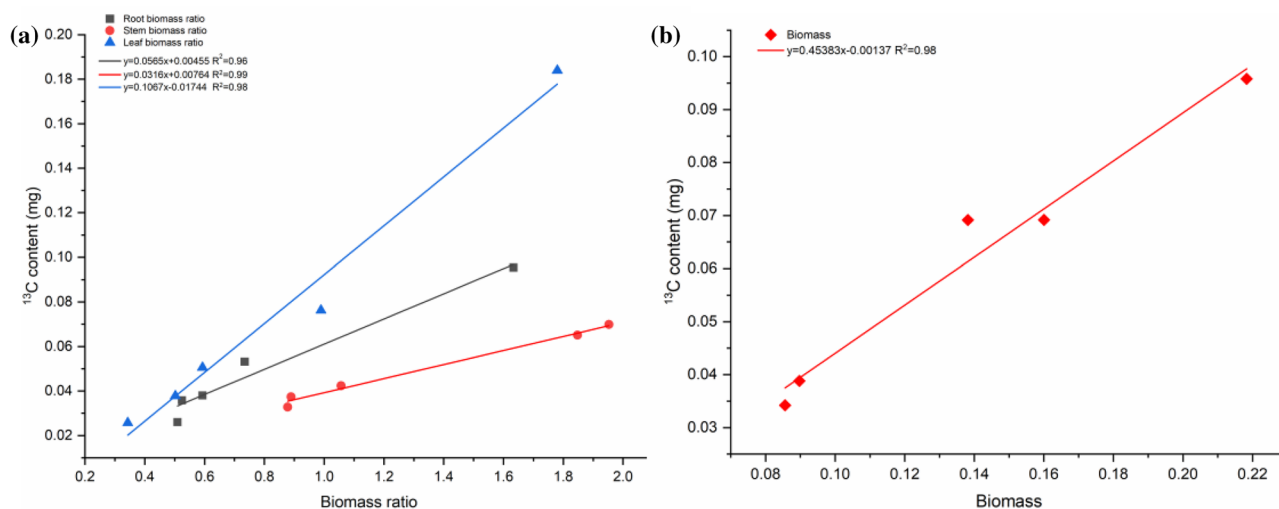 (a)
Root biomass ratio
Stem biomass ratio
Leaf biomass ratio
y=0.0565x+0.00455 R²=0.96
y=0.0316x+0.00764 R²=0.99
y=0.1067x-0.01744 R²=0.98
0.20
0.18
0.16
0.14
0.12
0.10
0.08
0.06
0.04
0.02
¹³C content (mg)
0.2 0.4 0.6 0.8 1.0 1.2 1.4 1.6 1.8 2.0
Biomass ratio
(b)
Biomass
y=0.45383x-0.00137 R²=0.98
0.10
0.09
0.08
0.07
0.06
0.05
0.04
0.03
¹³C content (mg)
0.08 0.10 0.12 0.14 0.16 0.18 0.20 0.22
Biomass